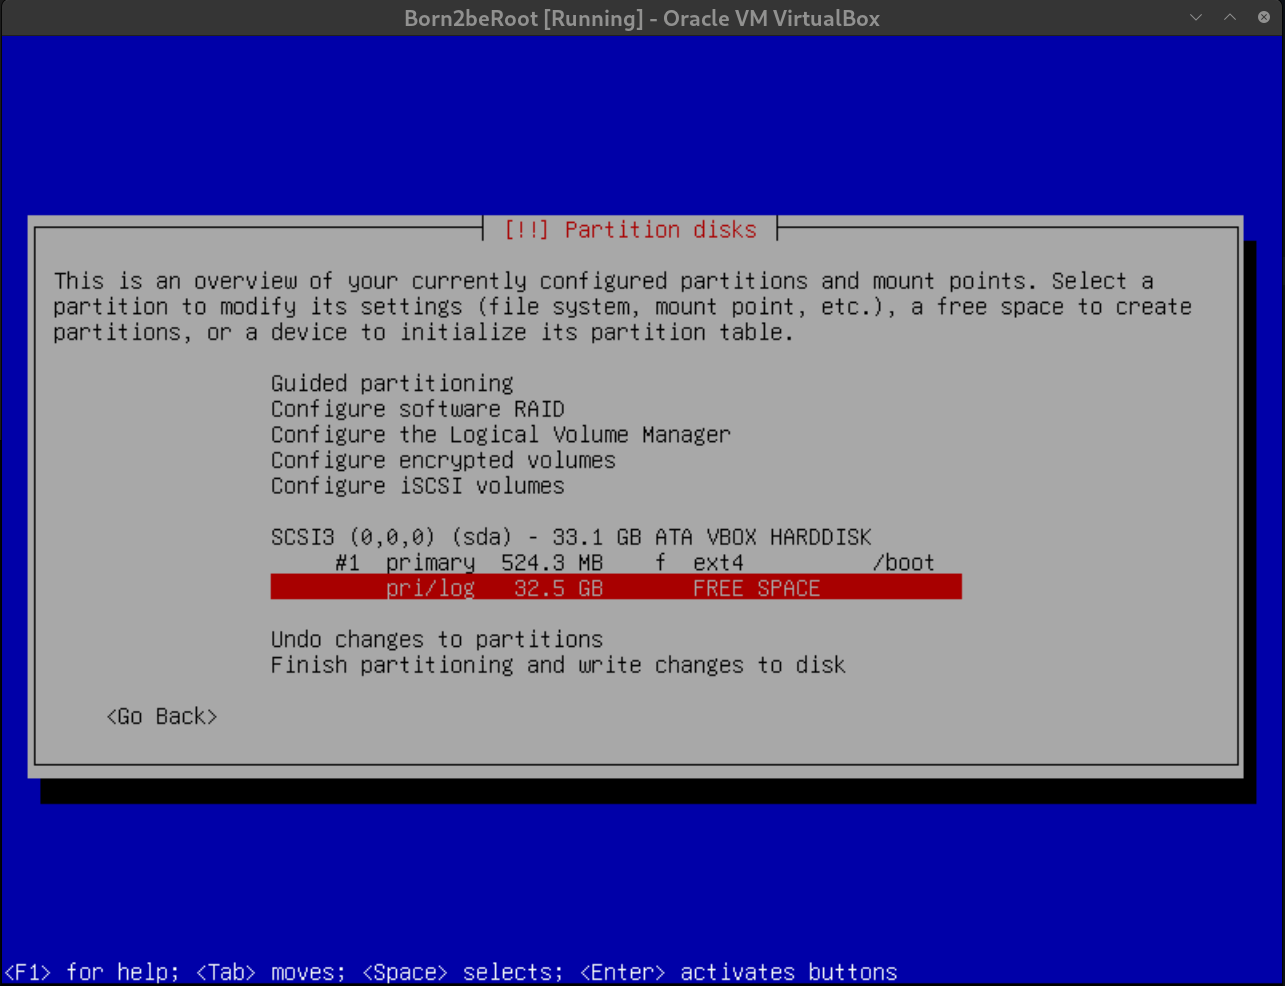 Born2beRoot [Running] - Oracle VM VirtualBox
[!!] Partition disks
This is an overview of your currently configured partitions and mount points. Select a
partition to modify its settings (file system, mount point, etc.), a free space to create
partitions, or a device to initialize its partition table.
Guided partitioning
Configure software RAID
Configure the Logical Volume Manager
Configure encrypted volumes
Configure iSCSI volumes
SCSI3 (0,0,0) (sda) - 33.1 GB ATA VBOX HARDDISK
#1 primary 524.3 MB f ext4 /boot
pri/log 32.5 GB FREE SPACE
Undo changes to partitions
Finish partitioning and write changes to disk
<Go Back>
<F1> for help; <Tab> moves; <Space> selects; <Enter> activates buttons